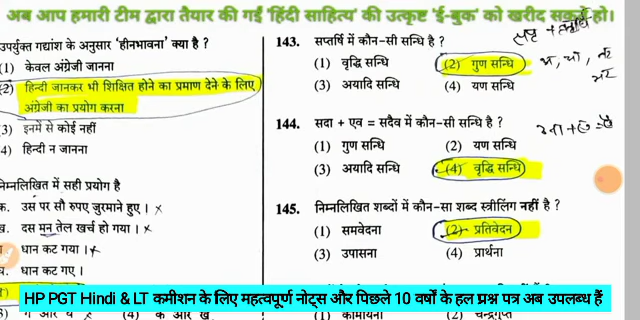 अब आप हमारी टीम द्वारा तैयार की गई 'हिंदी साहित्य' की उत्कृष्ट 'ई-बुक' को खरीद सकते हो।
उपर्युक्त गद्यांश के अनुसार 'हीनभावना' क्या है ?
(1) केवल अंग्रेजी जानना
(2) हिन्दी जानकर भी शिक्षित होने का प्रमाण देने के लिए
अंग्रेजी का प्रयोग करना
(3) इनमें से कोई नहीं
(4) हिन्दी न जानना
निम्नलिखित में सही प्रयोग है
क. उस पर सौ रुपए जुरमाने हुए। x
ख. दस मन तेल खर्च हो गया। x
धान कट गया। x
धान कट गए।
143. सप्तर्षि में कौन-सी सन्धि है ?
(1) वृद्धि सन्धि (2) गुण सन्धि
(3) अयादि सन्धि (4) यण सन्धि
144. सदा + एव = सदैव में कौन-सी सन्धि है ?
(1) गुण सन्धि (2) यण सन्धि
(3) अयादि सन्धि (4) वृद्धि सन्धि
145. निम्नलिखित शब्दों में कौन-सा शब्द स्त्रीलिंग नहीं है ?
(1) समवेदना (2) प्रतिवेदन
(3) उपासना (4) प्रार्थना
HP PGT Hindi & LT कमीशन के लिए महत्वपूर्ण नोट्स और पिछले 10 वर्षों के हल प्रश्न पत्र अब उपलब्ध हैं